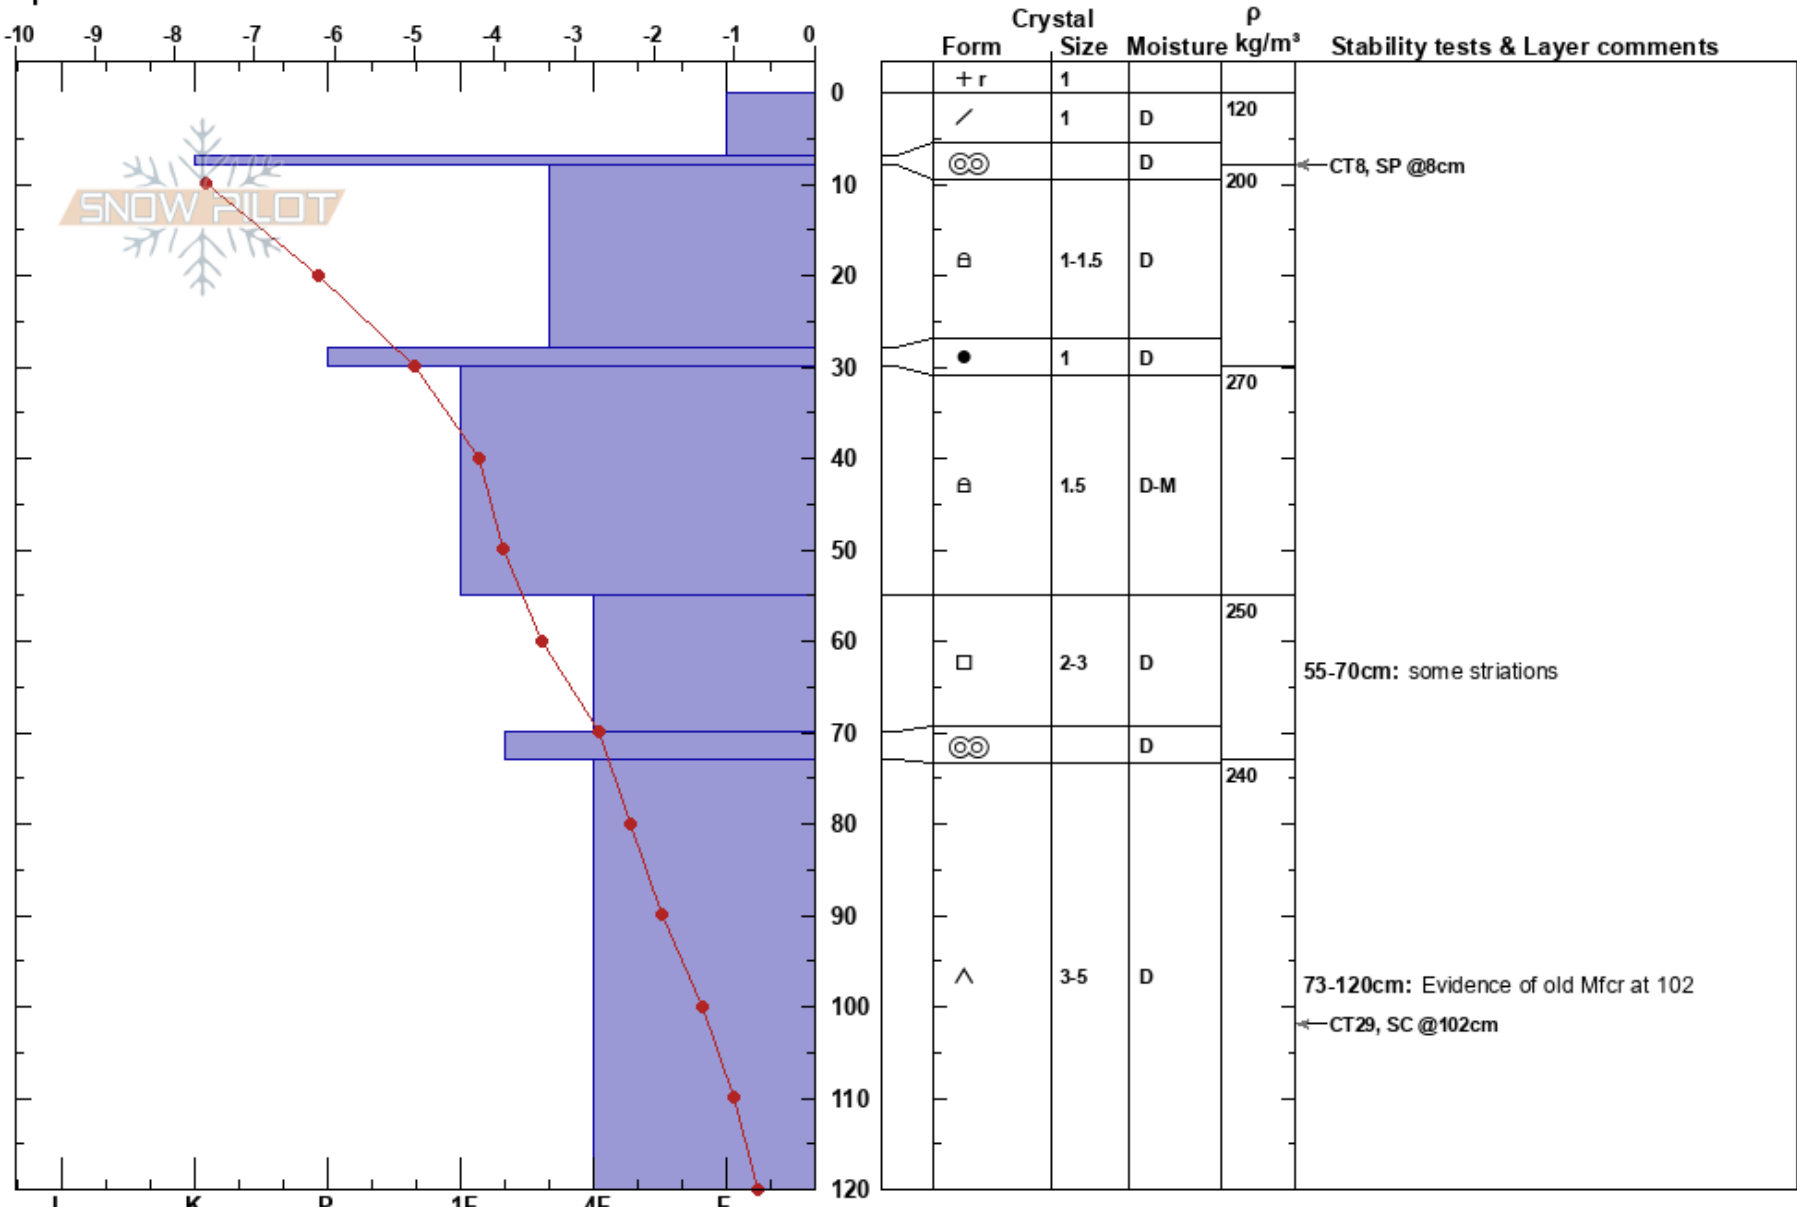 Crystal ρ
-10 -9 -8 -7 -6 -5 -4 -3 -2 -1 0
Form Size Moisture kg/m³ Stability tests & Layer comments
+ r 1
0
120
/ 1 D
D
CT8, SP @8cm
10 200
SNOW PILOT
1-1.5 D
20
1 D
30 270
40
1.5 D-M
50
250
60
2-3 D
55-70cm: some striations
70
D
240
80
90
3-5 D
73-120cm: Evidence of old Mfcr at 102
100
CT29, SC @102cm
110
120
I K P 1F 4F F